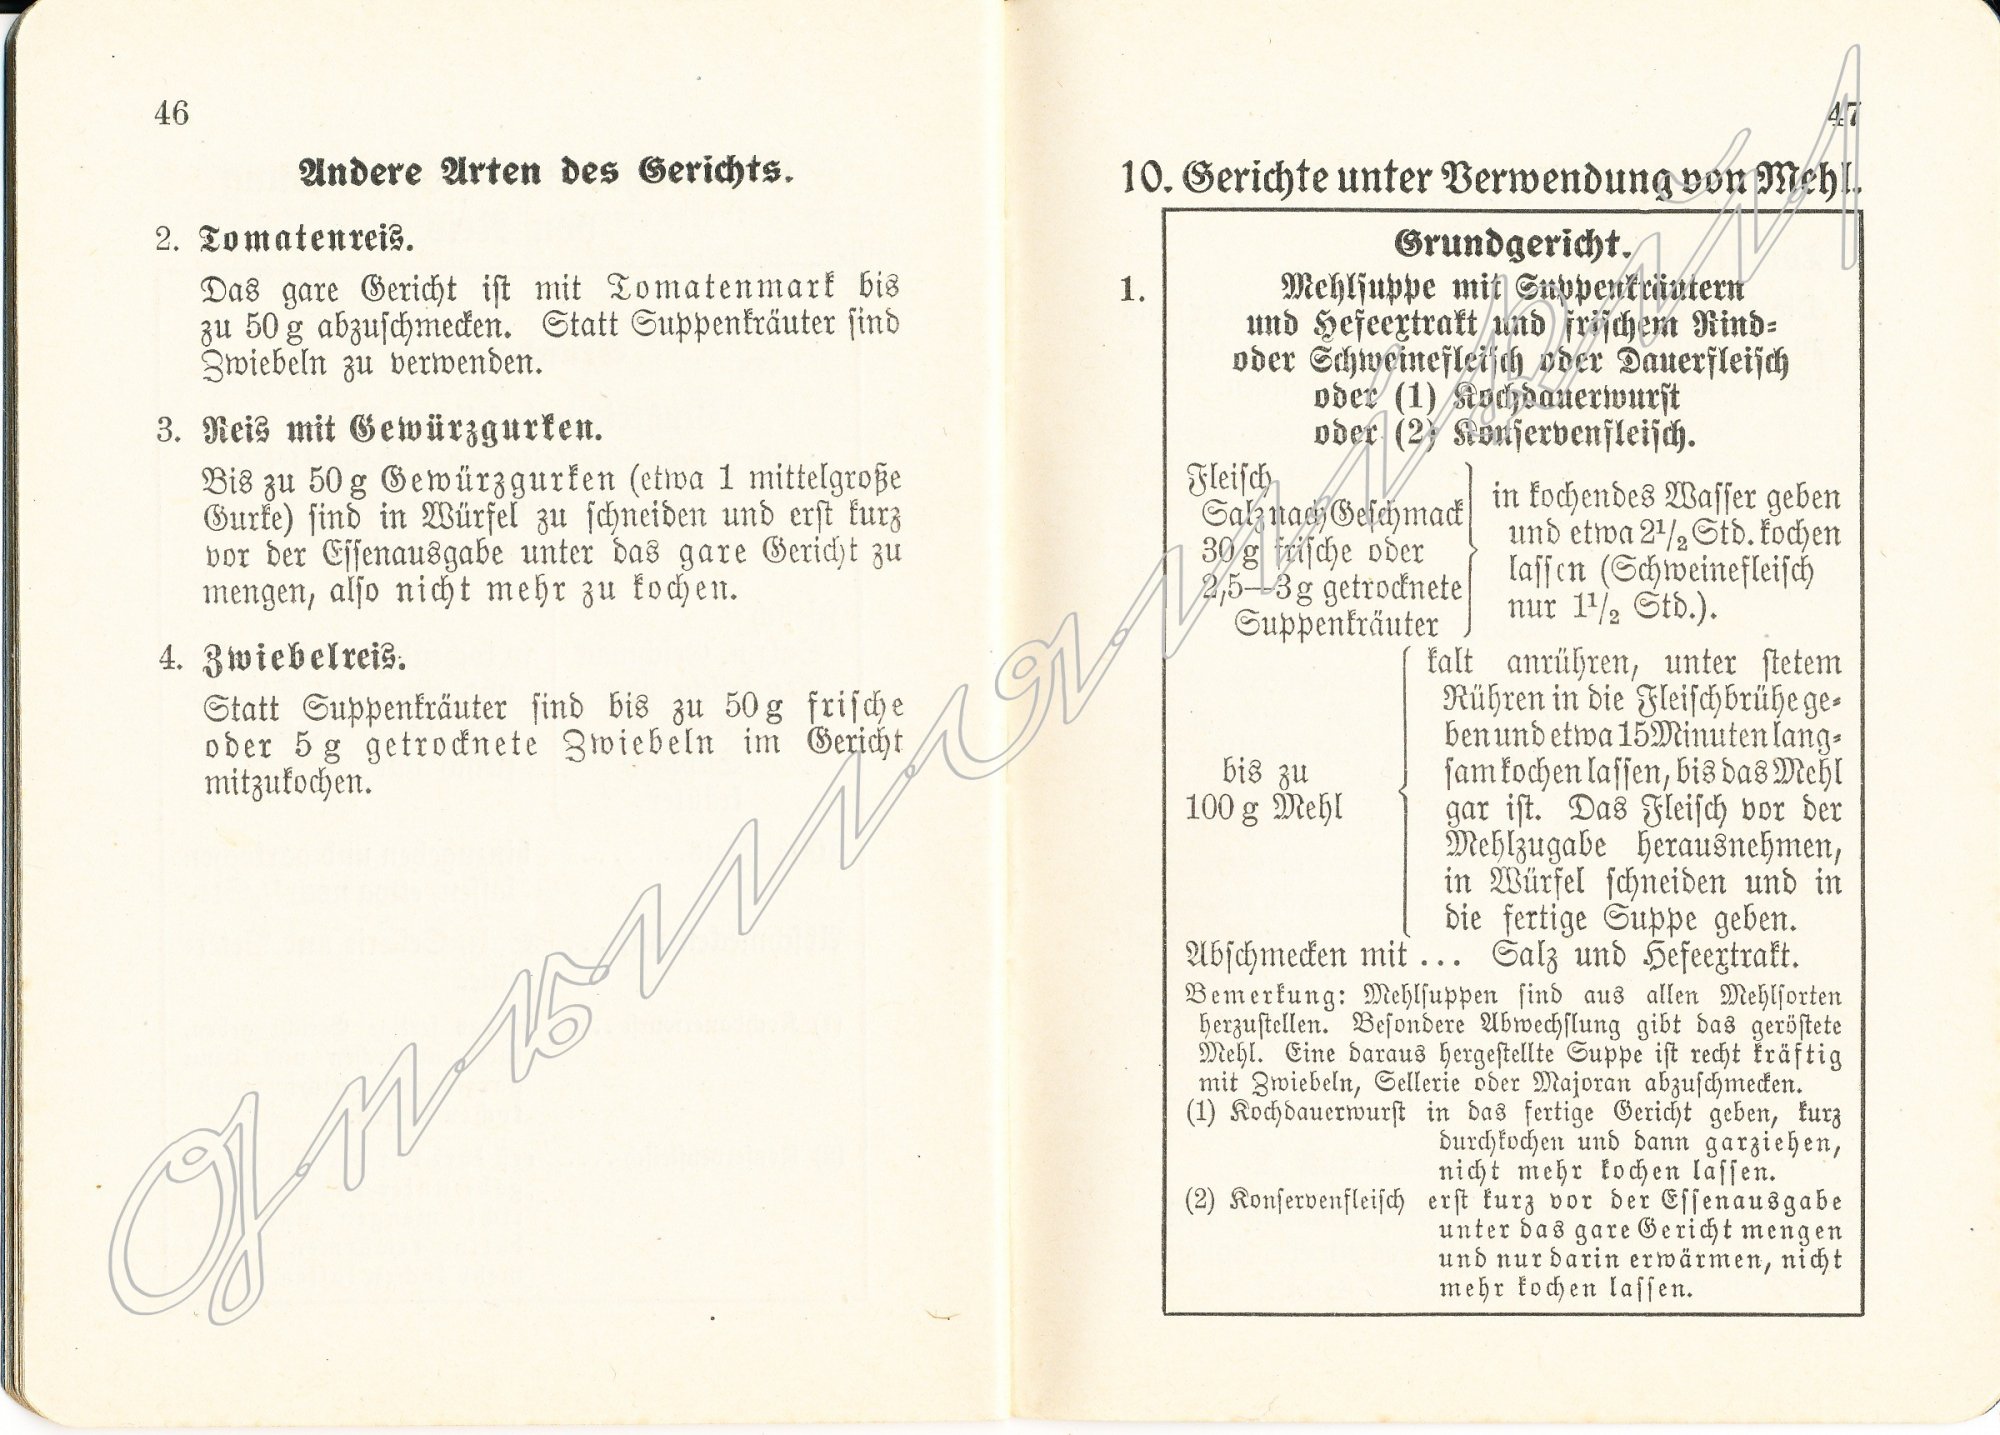 46
Andere Arten des Gerichts.
2. Tomatenreis.
Das gare Gericht ist mit Tomatenmark bis
zu 50 g abzuschmecken. Statt Suppenkräuter sind
Zwiebeln zu verwenden.
3. Reis mit Gewürzgurken.
Bis zu 50 g Gewürzgurken (etwa 1 mittelgroße
Gurke) sind in Würfel zu schneiden und erst kurz
vor der Essenausgabe unter das gare Gericht zu
mengen, also nicht mehr zu kochen.
4. Zwiebelreis.
Statt Suppenkräuter sind bis zu 50 g frische
oder 5 g getrocknete Zwiebeln im Gericht
mitzukochen.
47
10. Gerichte unter Verwendung von Mehl.
Grundgericht.
1. Mehlsuppe mit Suppenkräutern
und Hefeextrakt und frischem Rind-
oder Schweinefleisch oder Dauerfleisch
oder (1) Kochdauerwurst
oder (2) Konservenfleisch.
Fleisch
Salz nach Geschmack
30 g frische oder
2,5—3 g getrocknete
Suppenkräuter
in kochendes Wasser geben
und etwa 2 1/2 Std. kochen
lassen (Schweinefleisch
nur 1 1/2 Std.).
bis zu
100 g Mehl
kalt anrühren, unter stetem
Rühren in die Fleischbrühe ge-
ben und etwa 15 Minuten lang-
sam kochen lassen, bis das Mehl
gar ist. Das Fleisch vor der
Mehlzugabe herausnehmen,
in Würfel schneiden und in
die fertige Suppe geben.
Abschmecken mit ... Salz und Hefeextrakt.
Bemerkung: Mehlsuppen sind aus allen Mehlsorten
herzustellen. Besondere Abwechslung gibt das geröstete
Mehl. Eine daraus hergestellte Suppe ist recht kräftig
mit Zwiebeln, Sellerie oder Majoran abzuschmecken.
(1) Kochdauerwurst in das fertige Gericht geben, kurz
durchkochen und dann garziehen,
nicht mehr kochen lassen.
(2) Konservenfleisch erst kurz vor der Essenausgabe
unter das gare Gericht mengen
und nur darin erwärmen, nicht
mehr kochen lassen.